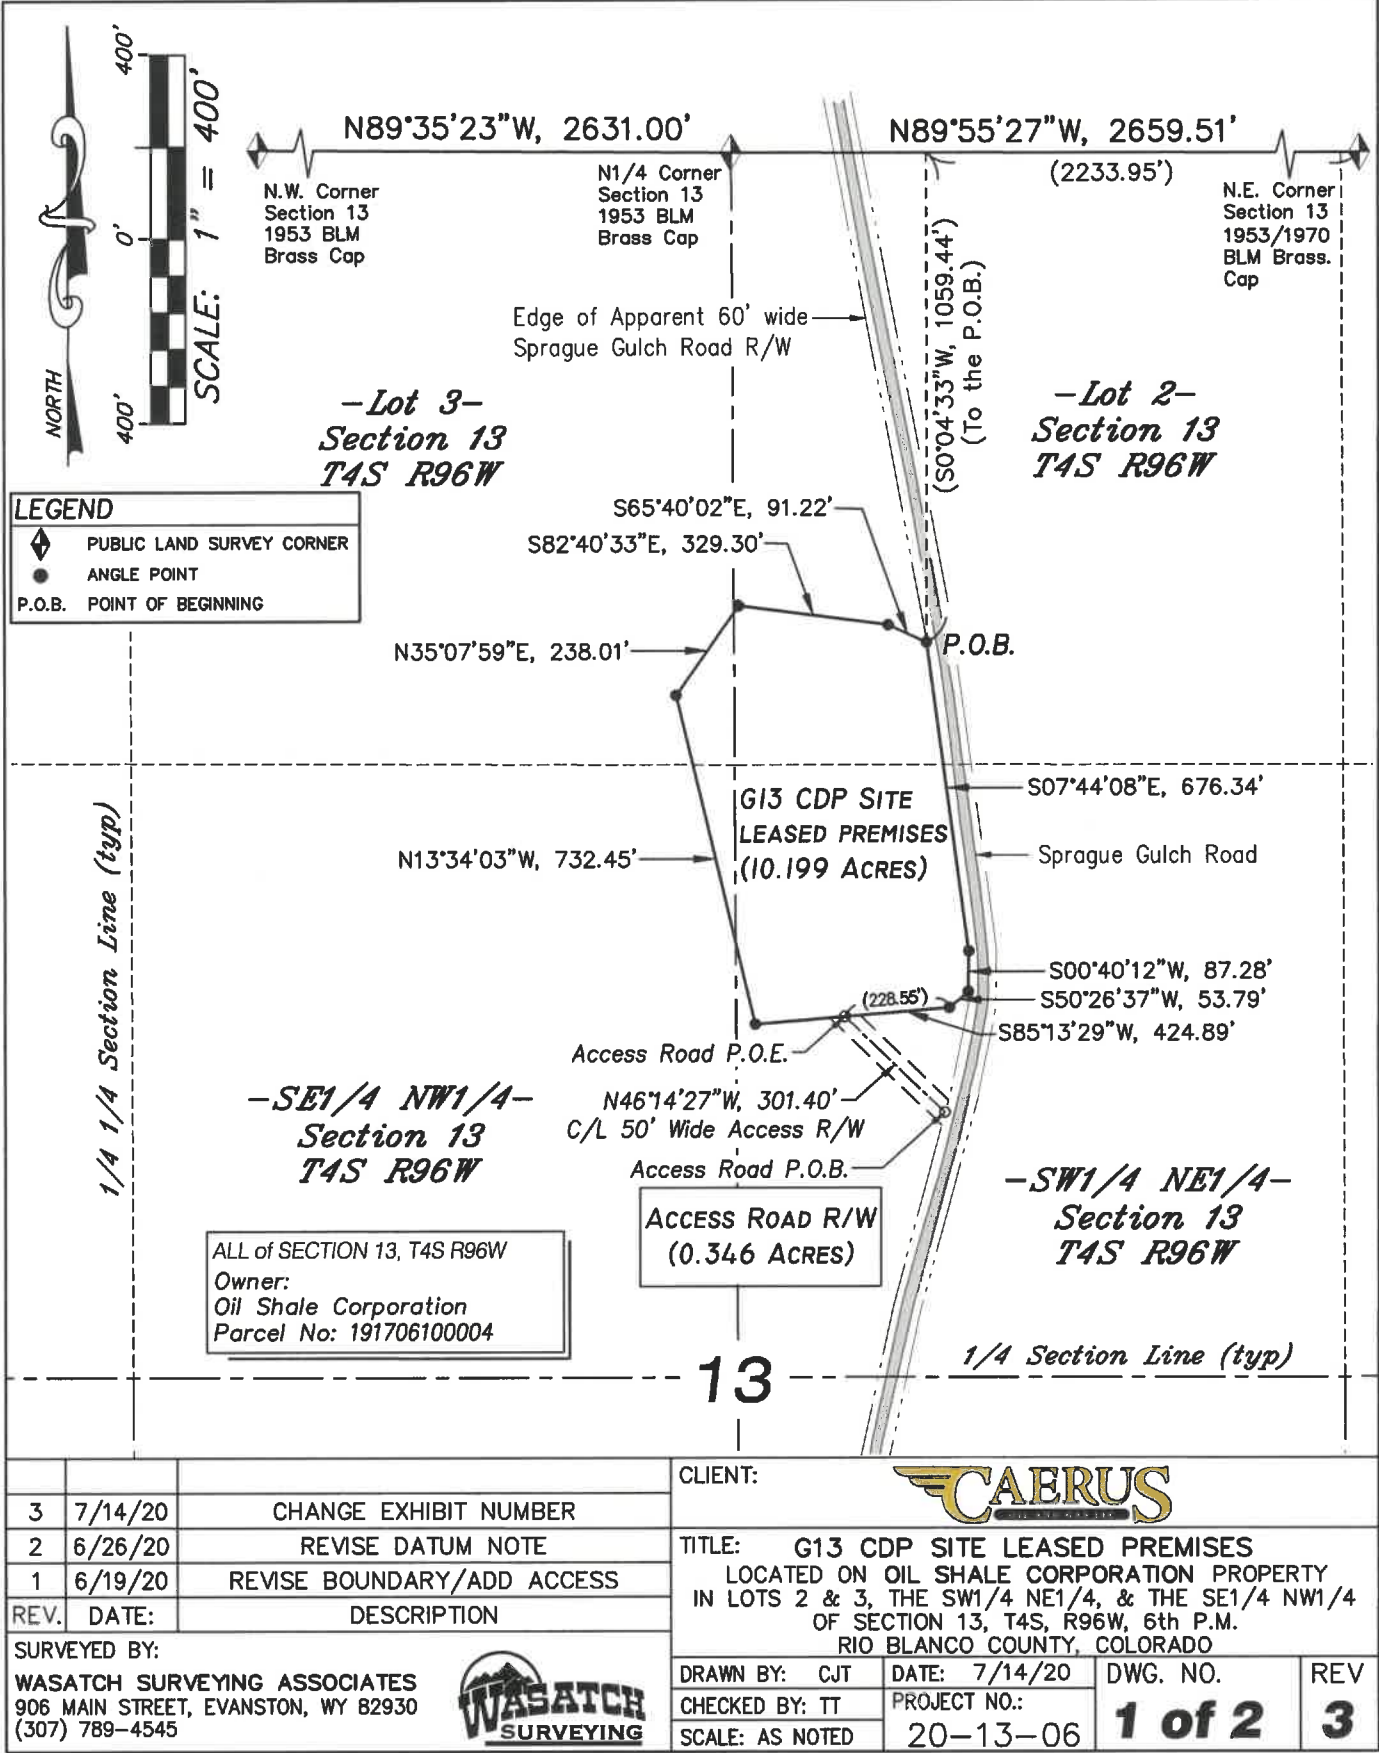 400'
0'
400'
SCALE: 1" = 400'
NORTH
N89°35'23"W, 2631.00'
N89°55'27"W, 2659.51'
(2233.95')
N.W. Corner
Section 13
1953 BLM
Brass Cap
N1/4 Corner
Section 13
1953 BLM
Brass Cap
N.E. Corner
Section 13
1953/1970
BLM Brass.
Cap
(S0°04'33"W, 1059.44')
(To the P.O.B.)
Edge of Apparent 60' wide
Sprague Gulch Road R/W
-Lot 3-
Section 13
T4S R96W
-Lot 2-
Section 13
T4S R96W
LEGEND
PUBLIC LAND SURVEY CORNER
ANGLE POINT
P.O.B. POINT OF BEGINNING
S65°40'02"E, 91.22'
S82°40'33"E, 329.30'
N35°07'59"E, 238.01'
P.O.B.
G13 CDP SITE
LEASED PREMISES
(10.199 ACRES)
S07°44'08"E, 676.34'
N13°34'03"W, 732.45'
Sprague Gulch Road
1/4 1/4 Section Line (typ)
S00°40'12"W, 87.28'
(228.55')
S50°26'37"W, 53.79'
S85°13'29"W, 424.89'
Access Road P.O.E.
N46°14'27"W, 301.40'
C/L 50' Wide Access R/W
Access Road P.O.B.
-SE1/4 NW1/4-
Section 13
T4S R96W
-SW1/4 NE1/4-
Section 13
T4S R96W
ACCESS ROAD R/W
(0.346 ACRES)
ALL of SECTION 13, T4S R96W
Owner:
Oil Shale Corporation
Parcel No: 191706100004
1/4 Section Line (typ)
13
3 7/14/20 CHANGE EXHIBIT NUMBER
2 6/26/20 REVISE DATUM NOTE
1 6/19/20 REVISE BOUNDARY/ADD ACCESS
REV. DATE: DESCRIPTION
SURVEYED BY:
WASATCH SURVEYING ASSOCIATES
906 MAIN STREET, EVANSTON, WY 82930
(307) 789-4545
WASATCH
SURVEYING
CLIENT:
CAERUS
TITLE: G13 CDP SITE LEASED PREMISES
LOCATED ON OIL SHALE CORPORATION PROPERTY
IN LOTS 2 & 3, THE SW1/4 NE1/4, & THE SE1/4 NW1/4
OF SECTION 13, T4S, R96W, 6th P.M.
RIO BLANCO COUNTY, COLORADO
DRAWN BY: CJT
DATE: 7/14/20
CHECKED BY: TT
PROJECT NO.:
20-13-06
SCALE: AS NOTED
DWG. NO.
1 of 2
REV
3